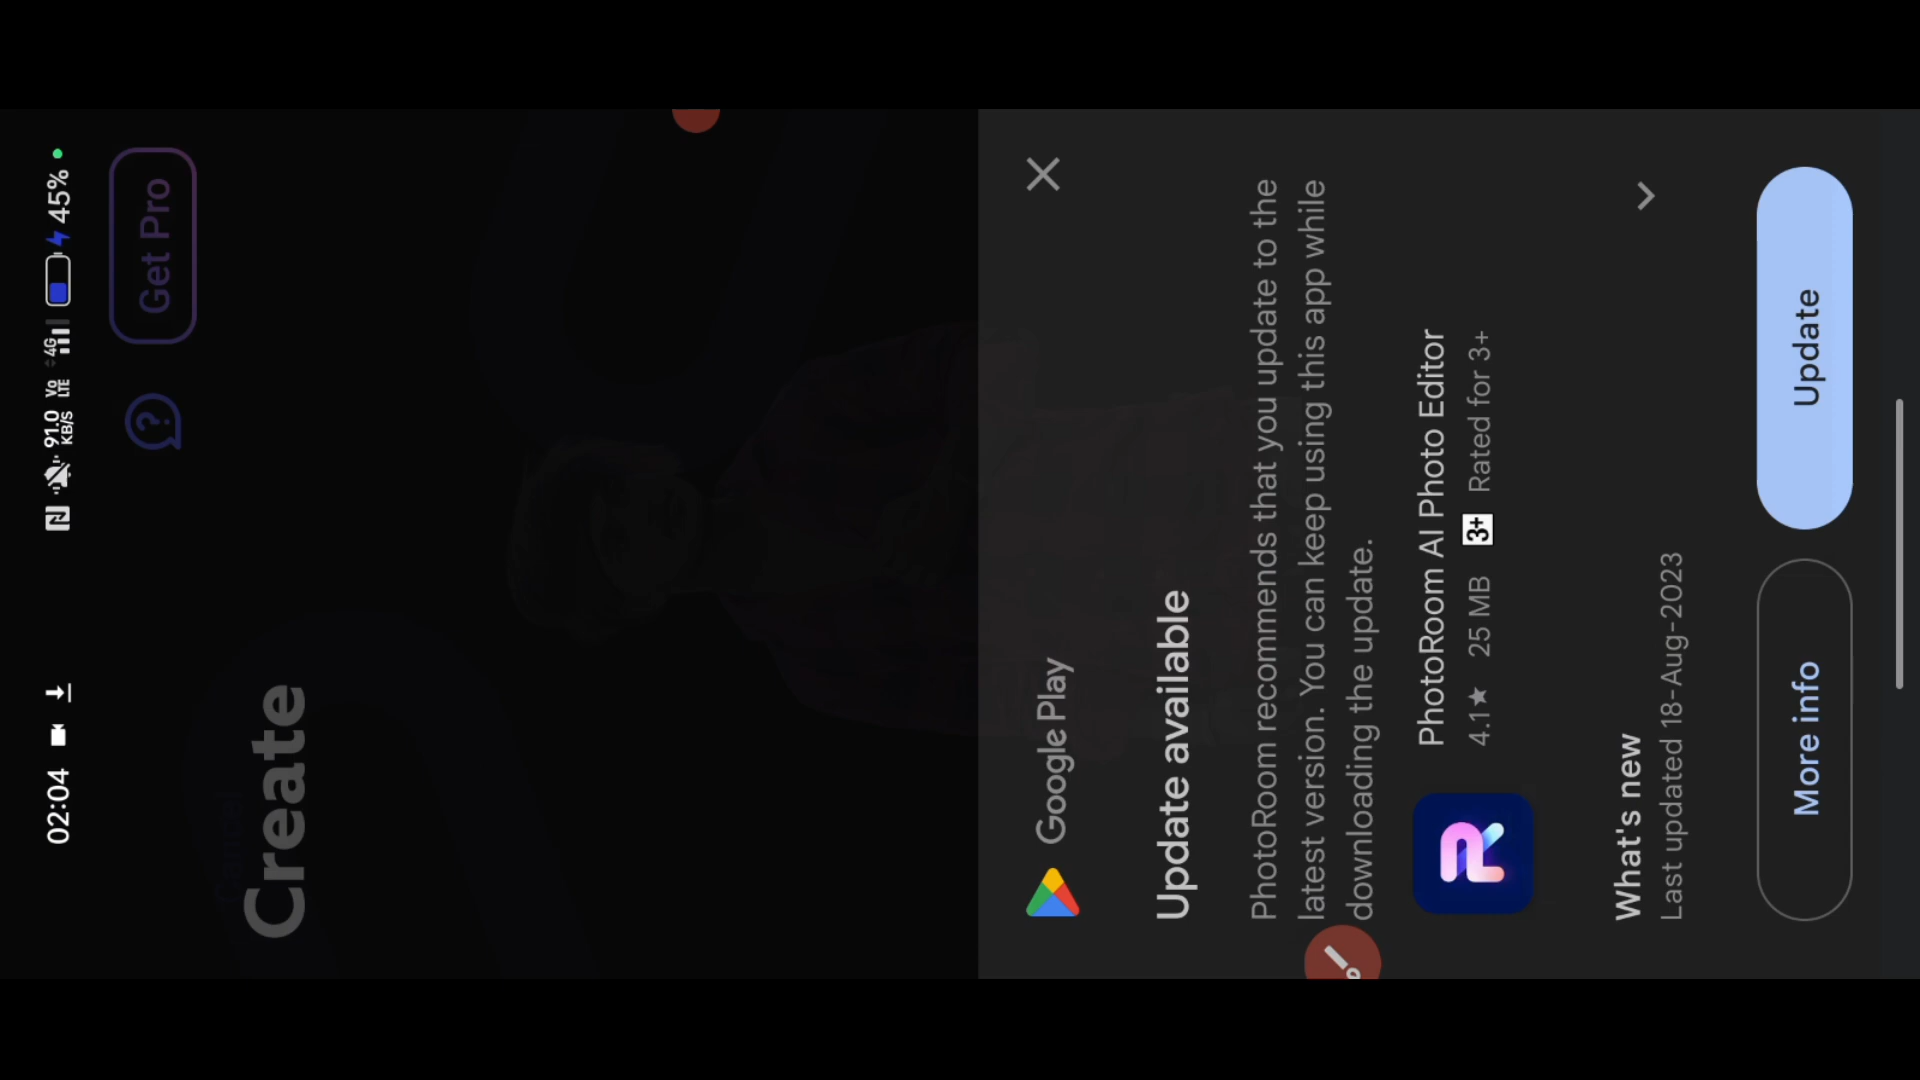 02:04
91.0 KB/S Vo LTE 4G 45%
Get Pro
Cancel
Create
Google Play
Update available
PhotoRoom recommends that you update to the
latest version. You can keep using this app while
downloading the update.
PhotoRoom AI Photo Editor
4.1★ 25 MB 3+ Rated for 3+
What's new
Last updated 18-Aug-2023
More info Update